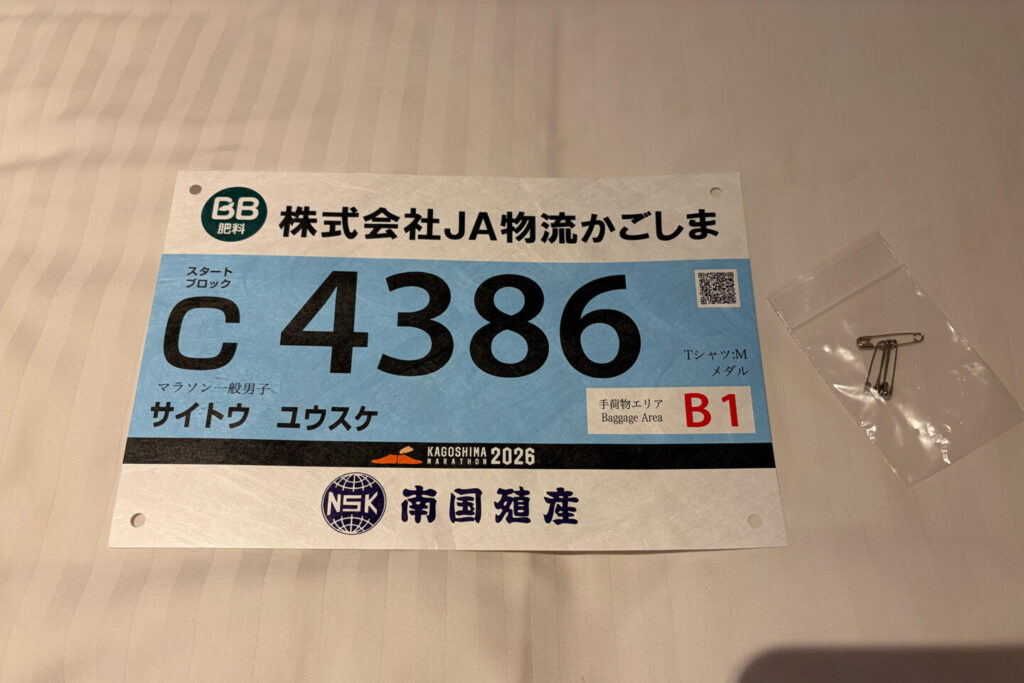 BB
肥料
株式会社JA物流かごしま
スタート
ブロック
C
4386
Tシャツ:M
メダル
マラソン一般男子
サイトウ ユウスケ
手荷物エリア
Baggage Area
B1
KAGOSHIMA
MARATHON
2026
NSK
南国殖産